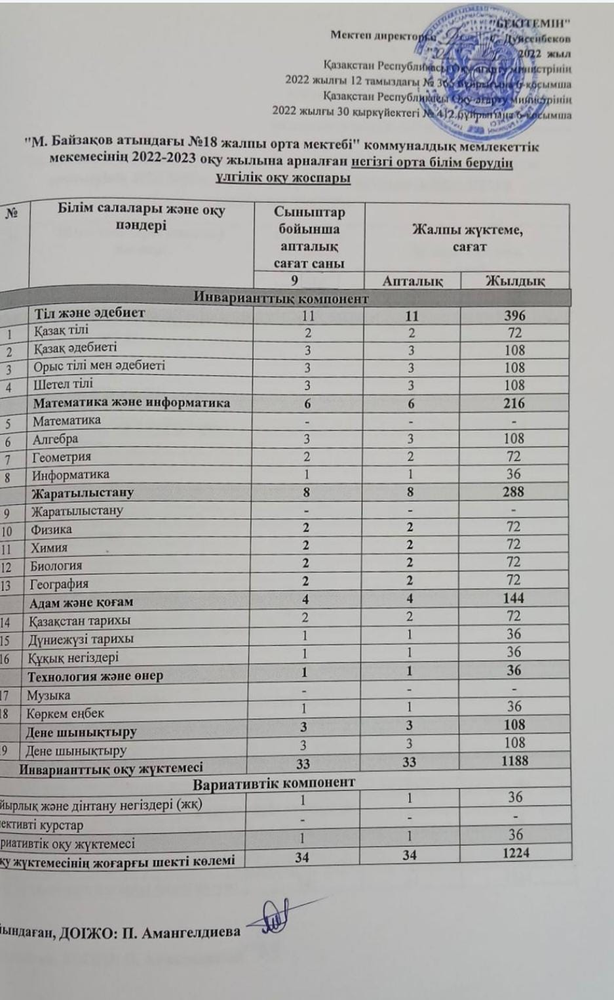 "БЕКІТЕМІН"
Мектеп директоры Дүйсенбеков
2022 жыл
Қазақстан Республикасы Оқу-ағарту министрінің
2022 жылғы 12 тамыздағы № 365 бұйрығына 6-қосымша
Қазақстан Республикасы Оқу-ағарту министрінің
2022 жылғы 30 қыркүйектегі № 412 бұйрығына 6-қосымша
"М. Байзақов атындағы №18 жалпы орта мектебі" коммуналдық мемлекеттік
мекемесінің 2022-2023 оқу жылына арналған негізгі орта білім берудің
үлгілік оқу жоспары
№ Білім салалары және оқу пәндері Сыныптар бойынша апталық сағат саны Жалпы жүктеме, сағат
9 Апталық Жылдық
Инварианттық компонент
Тіл және әдебиет 11 11 396
1 Қазақ тілі 2 2 72
2 Қазақ әдебиеті 3 3 108
3 Орыс тілі мен әдебиеті 3 3 108
4 Шетел тілі 3 3 108
Математика және информатика 6 6 216
5 Математика - - -
6 Алгебра 3 3 108
7 Геометрия 2 2 72
8 Информатика 1 1 36
Жаратылыстану 8 8 288
9 Жаратылыстану - - -
10 Физика 2 2 72
11 Химия 2 2 72
12 Биология 2 2 72
13 География 2 2 72
Адам және қоғам 4 4 144
14 Қазақстан тарихы 2 2 72
15 Дүниежүзі тарихы 1 1 36
16 Құқық негіздері 1 1 36
Технология және өнер 1 1 36
17 Музыка - - -
18 Көркем еңбек 1 1 36
Дене шынықтыру 3 3 108
19 Дене шынықтыру 3 3 108
Инварианттық оқу жүктемесі 33 33 1188
Вариативтік компонент
йырлық және дінтану негіздері (жқ) 1 1 36
лективті курстар - - -
риативтік оқу жүктемесі 1 1 36
қу жүктемесінің жоғарғы шекті көлемі 34 34 1224
йындаған, ДОІЖО: П. Амангелдиева